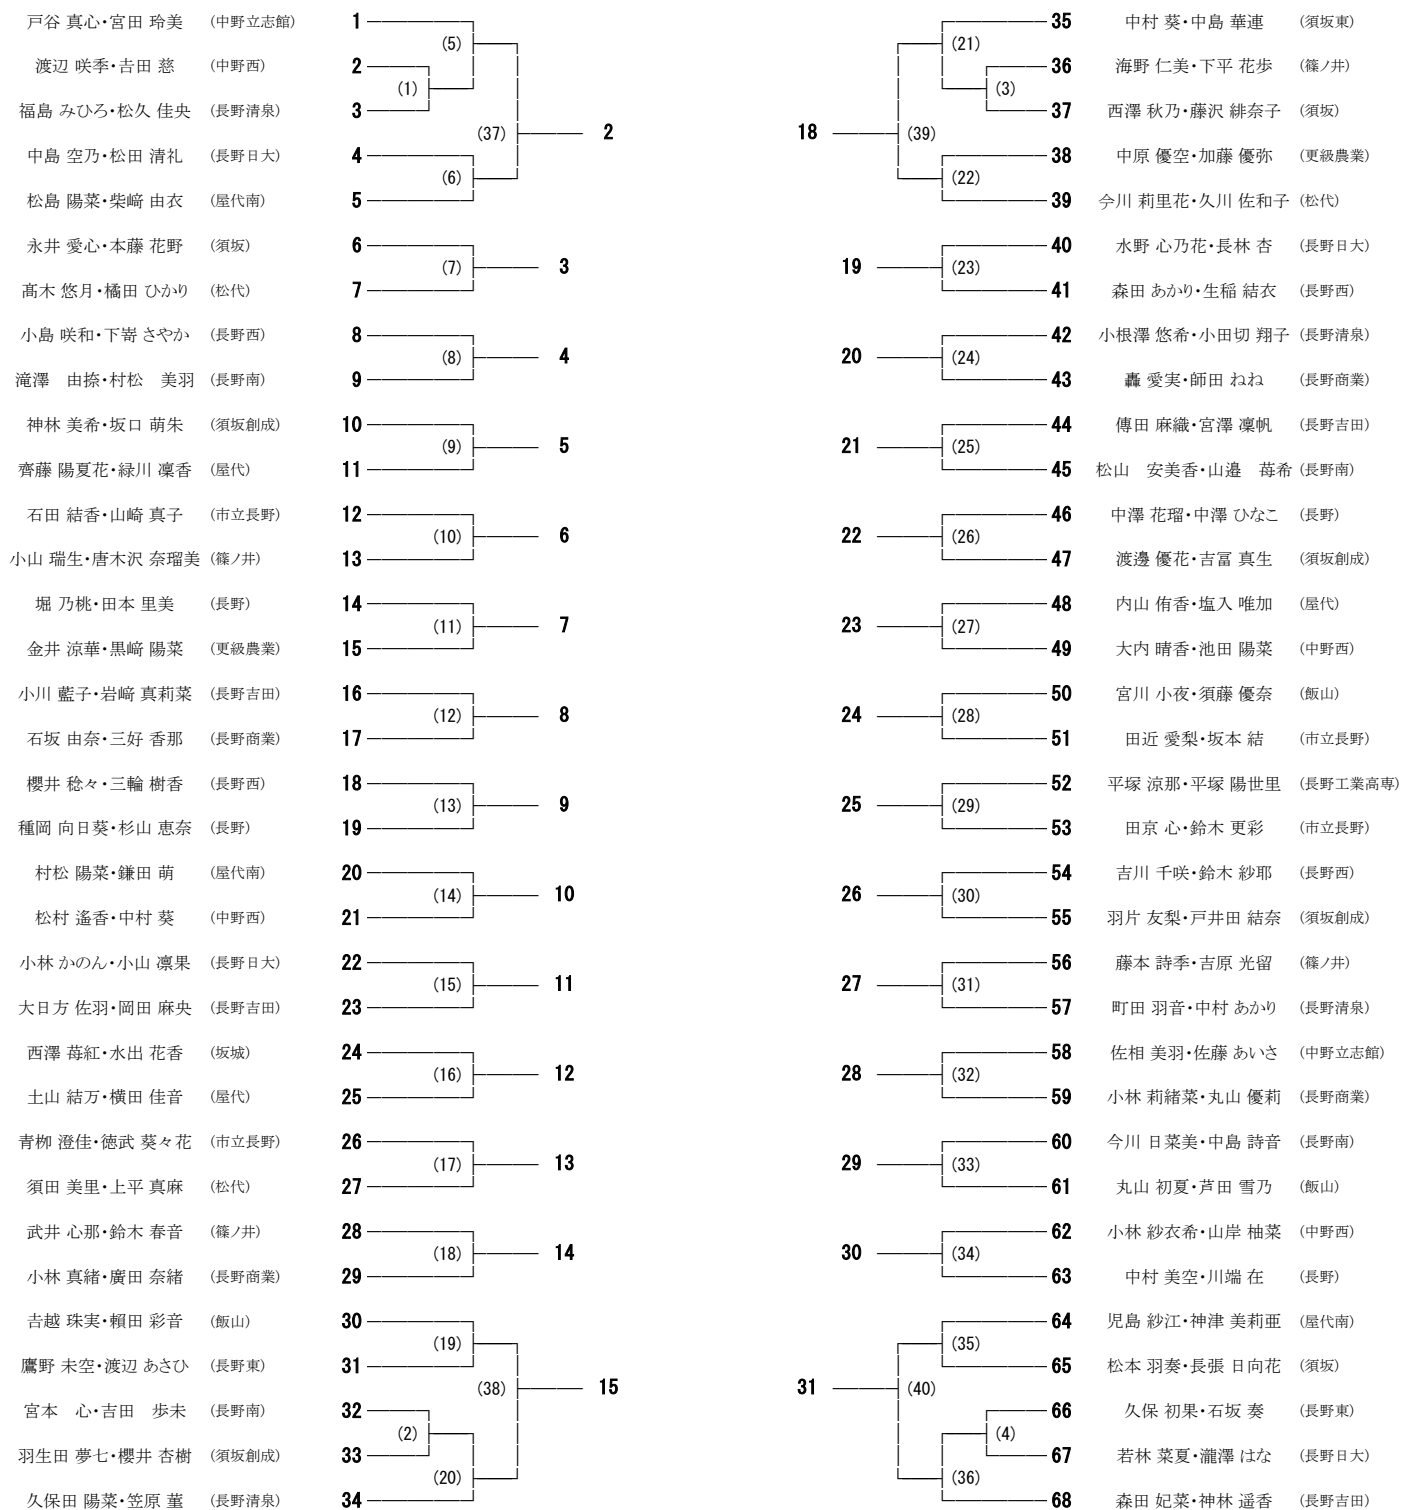 戸谷 真心・宮田 玲美 (中野立志館) 1
(5)
渡辺 咲季・吉田 慈 (中野西) 2
(1)
福島 みひろ・松久 佳央 (長野清泉) 3
(37) 2
中島 空乃・松田 清礼 (長野日大) 4
(6)
松島 陽菜・柴﨑 由衣 (屋代南) 5
永井 愛心・本藤 花野 (須坂) 6
(7) 3
髙木 悠月・橘田 ひかり (松代) 7
小島 咲和・下嵜 さやか (長野西) 8
(8) 4
滝澤　由捺・村松　美羽 (長野南) 9
神林 美希・坂口 萌朱 (須坂創成) 10
(9) 5
齊藤 陽夏花・緑川 凜香 (屋代) 11
石田 結香・山崎 真子 (市立長野) 12
(10) 6
小山 瑞生・唐木沢 奈瑠美 (篠ノ井) 13
堀 乃桃・田本 里美 (長野) 14
(11) 7
金井 涼華・黒﨑 陽菜 (更級農業) 15
小川 藍子・岩﨑 真莉菜 (長野吉田) 16
(12) 8
石坂 由奈・三好 香那 (長野商業) 17
櫻井 稔々・三輪 樹香 (長野西) 18
(13) 9
種岡 向日葵・杉山 恵奈 (長野) 19
村松 陽菜・鎌田 萌 (屋代南) 20
(14) 10
松村 遙香・中村 葵 (中野西) 21
小林 かのん・小山 凛果 (長野日大) 22
(15) 11
大日方 佐羽・岡田 麻央 (長野吉田) 23
西澤 苺紅・水出 花香 (坂城) 24
(16) 12
土山 結万・横田 佳音 (屋代) 25
青栁 澄佳・徳武 葵々花 (市立長野) 26
(17) 13
須田 美里・上平 真麻 (松代) 27
武井 心那・鈴木 春音 (篠ノ井) 28
(18) 14
小林 真緒・廣田 奈緒 (長野商業) 29
吉越 珠実・頼田 彩音 (飯山) 30
(19)
鷹野 未空・渡辺 あさひ (長野東) 31
(38) 15
宮本　心・吉田　歩未 (長野南) 32
(2)
羽生田 夢七・櫻井 杏樹 (須坂創成) 33
(20)
久保田 陽菜・笠原 菫 (長野清泉) 34
35 中村 葵・中島 華連 (須坂東)
(21)
36 海野 仁美・下平 花歩 (篠ノ井)
(3)
37 西澤 秋乃・藤沢 緋奈子 (須坂)
18 (39)
38 中原 優空・加藤 優弥 (更級農業)
(22)
39 今川 莉里花・久川 佐和子 (松代)
40 水野 心乃花・長林 杏 (長野日大)
19 (23)
41 森田 あかり・生稲 結衣 (長野西)
42 小根澤 悠希・小田切 翔子 (長野清泉)
20 (24)
43 轟 愛実・師田 ねね (長野商業)
44 傳田 麻織・宮澤 凜帆 (長野吉田)
21 (25)
45 松山　安美香・山邉　苺希 (長野南)
46 中澤 花瑠・中澤 ひなこ (長野)
22 (26)
47 渡邊 優花・吉冨 真生 (須坂創成)
48 内山 侑香・塩入 唯加 (屋代)
23 (27)
49 大内 晴香・池田 陽菜 (中野西)
50 宮川 小夜・須藤 優奈 (飯山)
24 (28)
51 田近 愛梨・坂本 結 (市立長野)
52 平塚 涼那・平塚 陽世里 (長野工業高専)
25 (29)
53 田京 心・鈴木 更彩 (市立長野)
54 吉川 千咲・鈴木 紗耶 (長野西)
26 (30)
55 羽片 友梨・戸井田 結奈 (須坂創成)
56 藤本 詩季・吉原 光留 (篠ノ井)
27 (31)
57 町田 羽音・中村 あかり (長野清泉)
58 佐相 美羽・佐藤 あいさ (中野立志館)
28 (32)
59 小林 莉緒菜・丸山 優莉 (長野商業)
60 今川 日菜美・中島 詩音 (長野南)
29 (33)
61 丸山 初夏・芦田 雪乃 (飯山)
62 小林 紗衣希・山岸 柚菜 (中野西)
30 (34)
63 中村 美空・川端 在 (長野)
64 児島 紗江・神津 美莉亜 (屋代南)
(35)
65 松本 羽奏・長張 日向花 (須坂)
31 (40)
66 久保 初果・石坂 奏 (長野東)
(4)
67 若林 菜夏・瀧澤 はな (長野日大)
(36)
68 森田 妃菜・神林 遥香 (長野吉田)